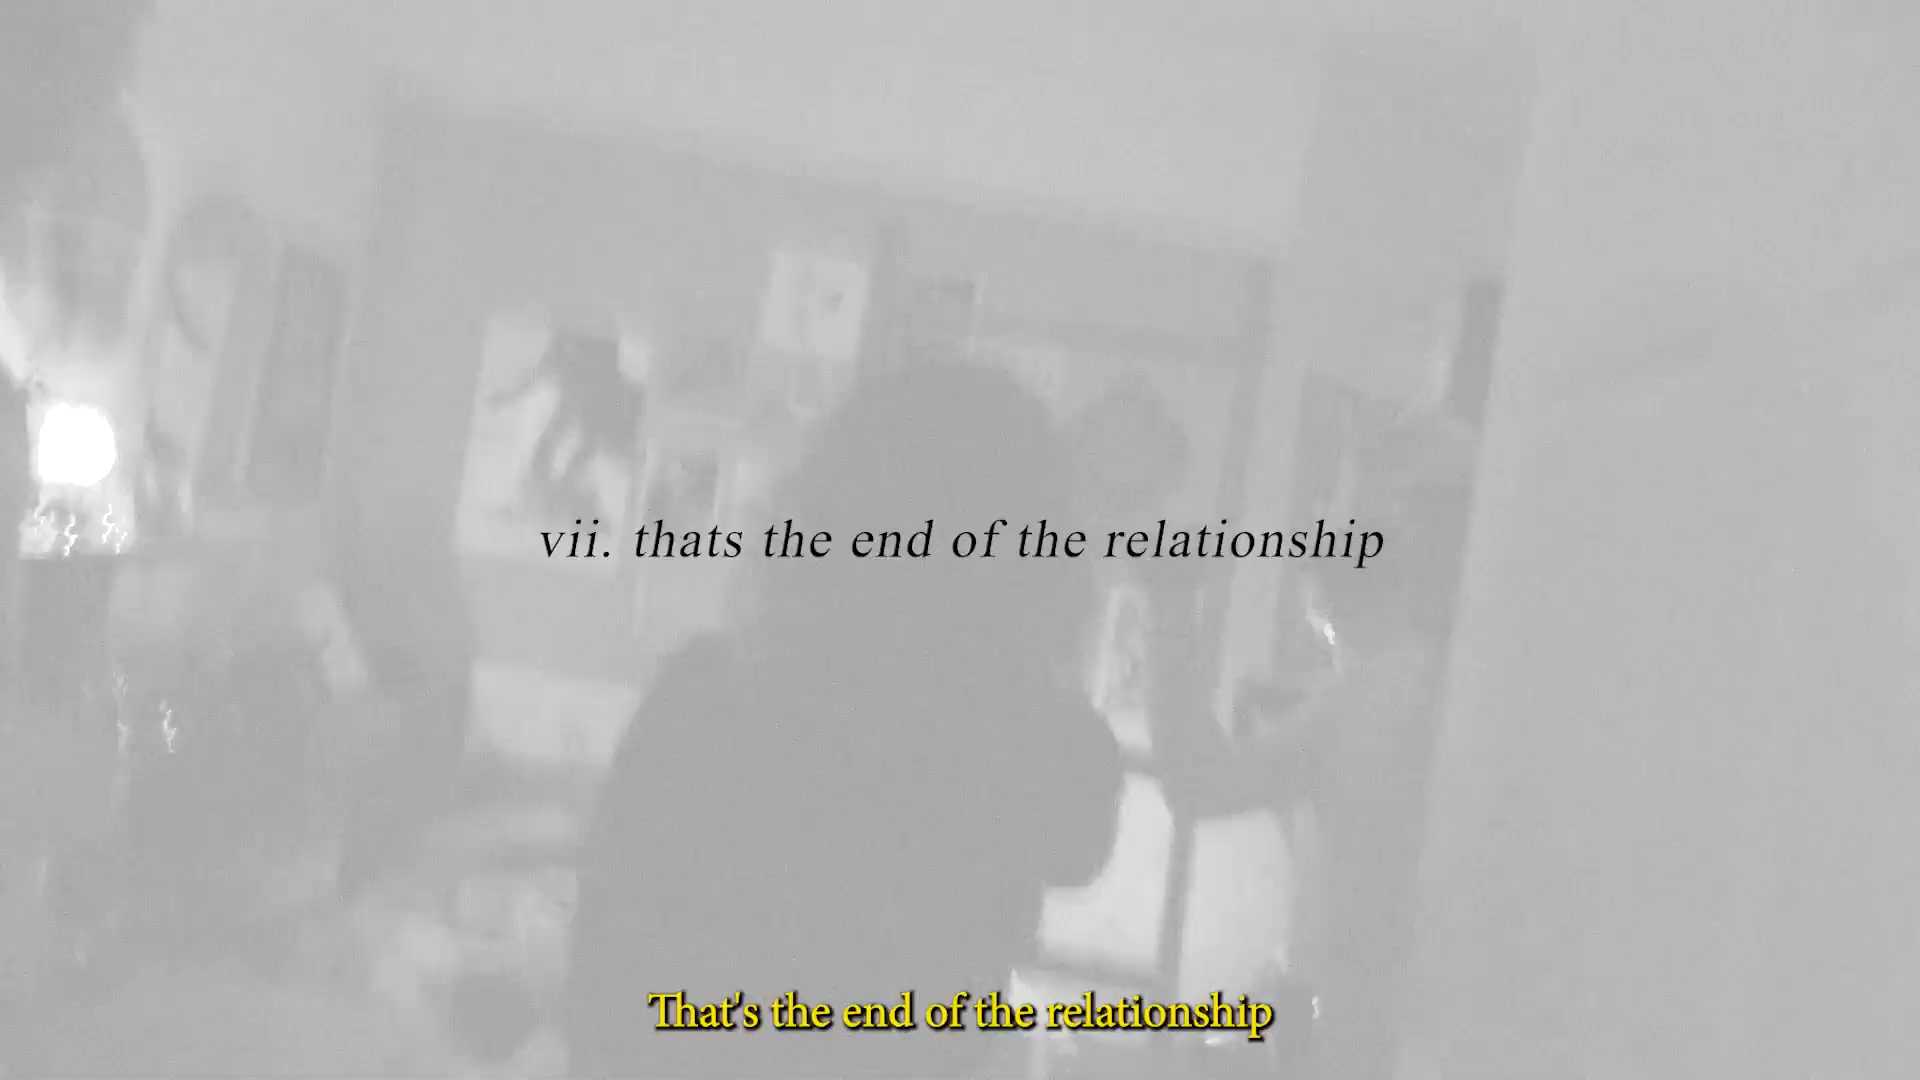 vii. thats the end of the relationship
That's the end of the relationship